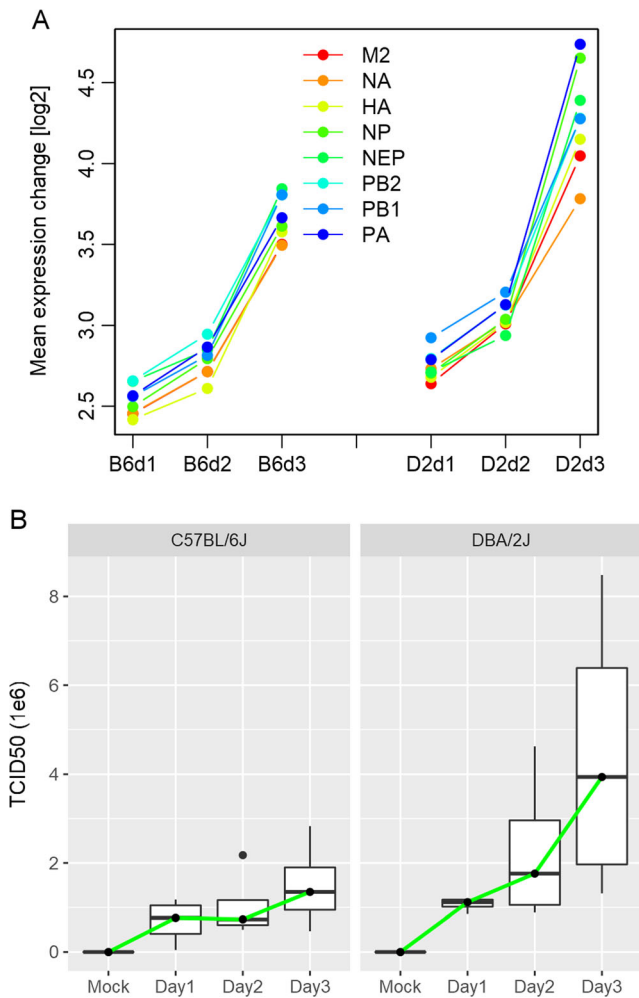 A
Mean expression change [log2]
4.5
4.0
3.5
3.0
2.5
M2
NA
HA
NP
NEP
PB2
PB1
PA
B6d1 B6d2 B6d3 D2d1 D2d2 D2d3
B
C57BL/6J DBA/2J
TCID50 (1e6)
8
6
4
2
0
Mock Day1 Day2 Day3 Mock Day1 Day2 Day3